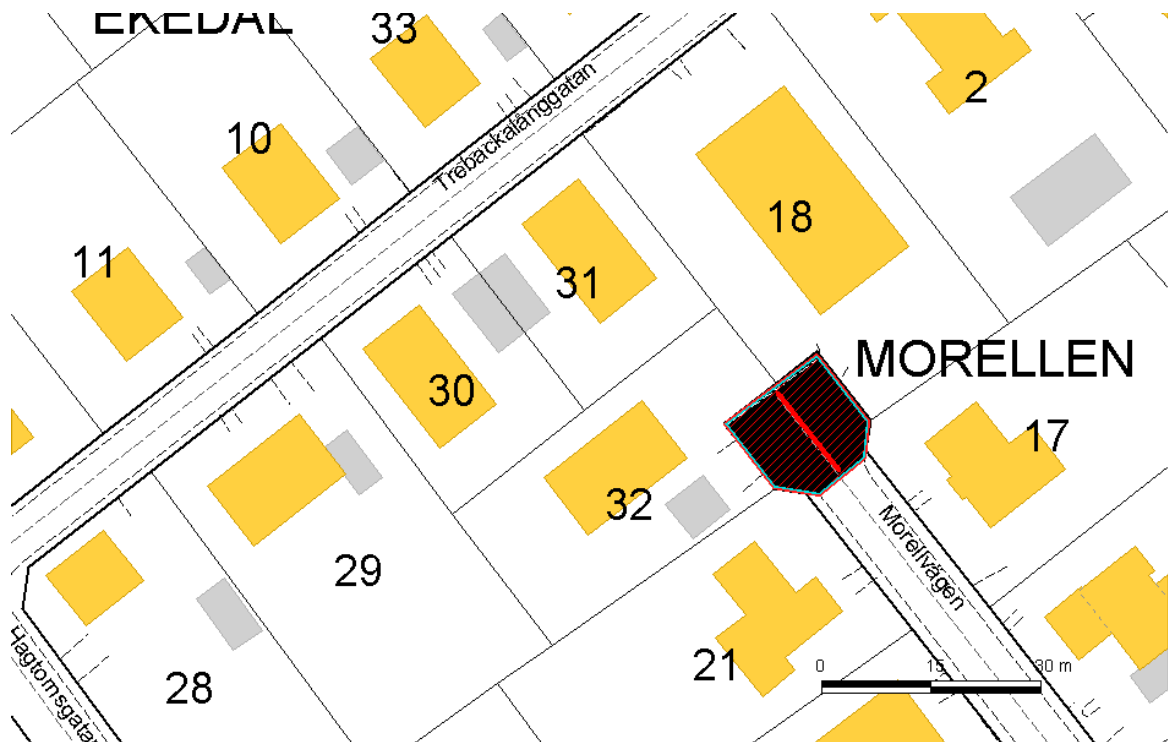 EKEDAL
33
2
10
Trebackalånggatan
18
11
31
MORELLEN
30
17
32
Morellvägen
29
21
0 15 30 m
28
Hagtornsgatan